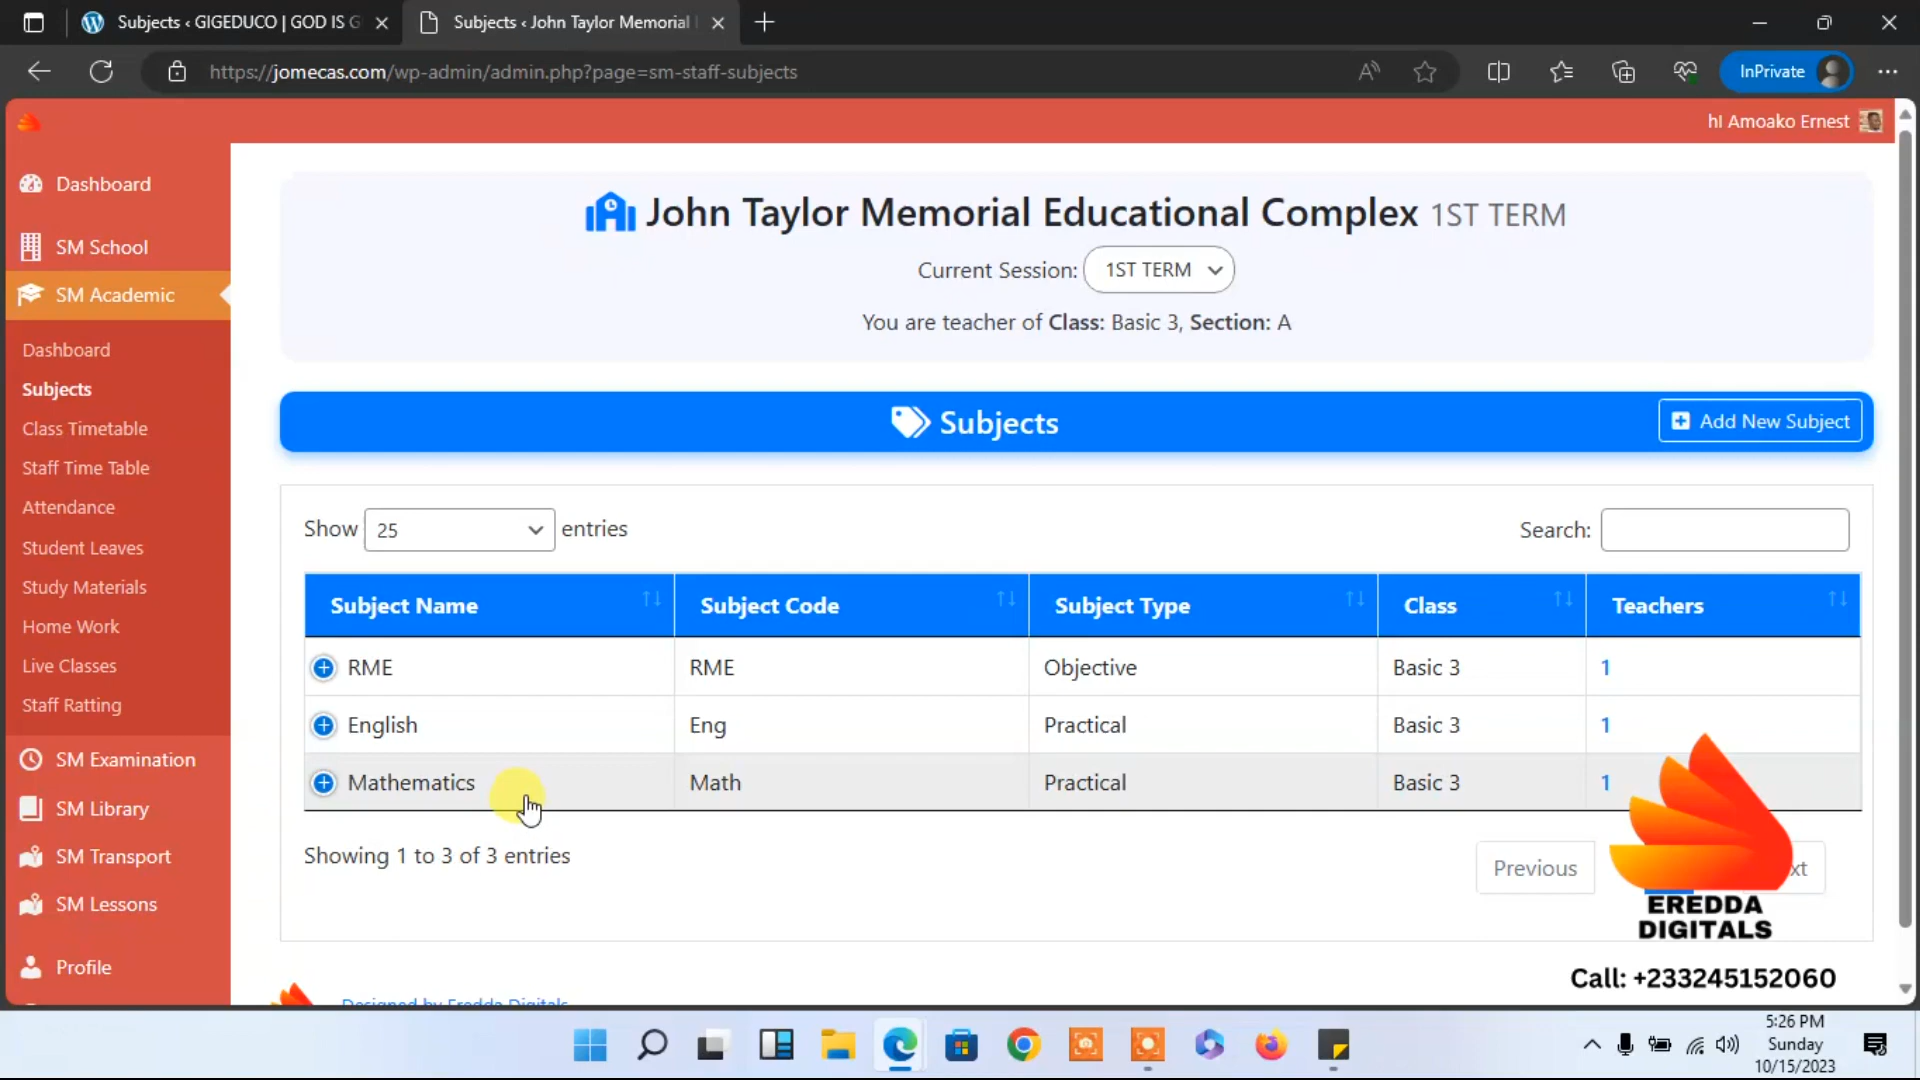 Subjects ‹ GIGEDUCO | GOD IS G
Subjects ‹ John Taylor Memorial
https://jomecas.com/wp-admin/admin.php?page=sm-staff-subjects
InPrivate
hI Amoako Ernest
Dashboard
SM School
SM Academic
Dashboard
Subjects
Class Timetable
Staff Time Table
Attendance
Student Leaves
Study Materials
Home Work
Live Classes
Staff Ratting
SM Examination
SM Library
SM Transport
SM Lessons
Profile
John Taylor Memorial Educational Complex 1ST TERM
Current Session: 1ST TERM
You are teacher of Class: Basic 3, Section: A
Subjects
Add New Subject
Show 25 entries
Search:
Subject Name Subject Code Subject Type Class Teachers
RME RME Objective Basic 3 1
English Eng Practical Basic 3 1
Mathematics Math Practical Basic 3 1
Showing 1 to 3 of 3 entries
Previous
xt
EREDDA
DIGITALS
Call: +233245152060
Designed by Eredda Digitals
5:26 PM
Sunday
10/15/2023